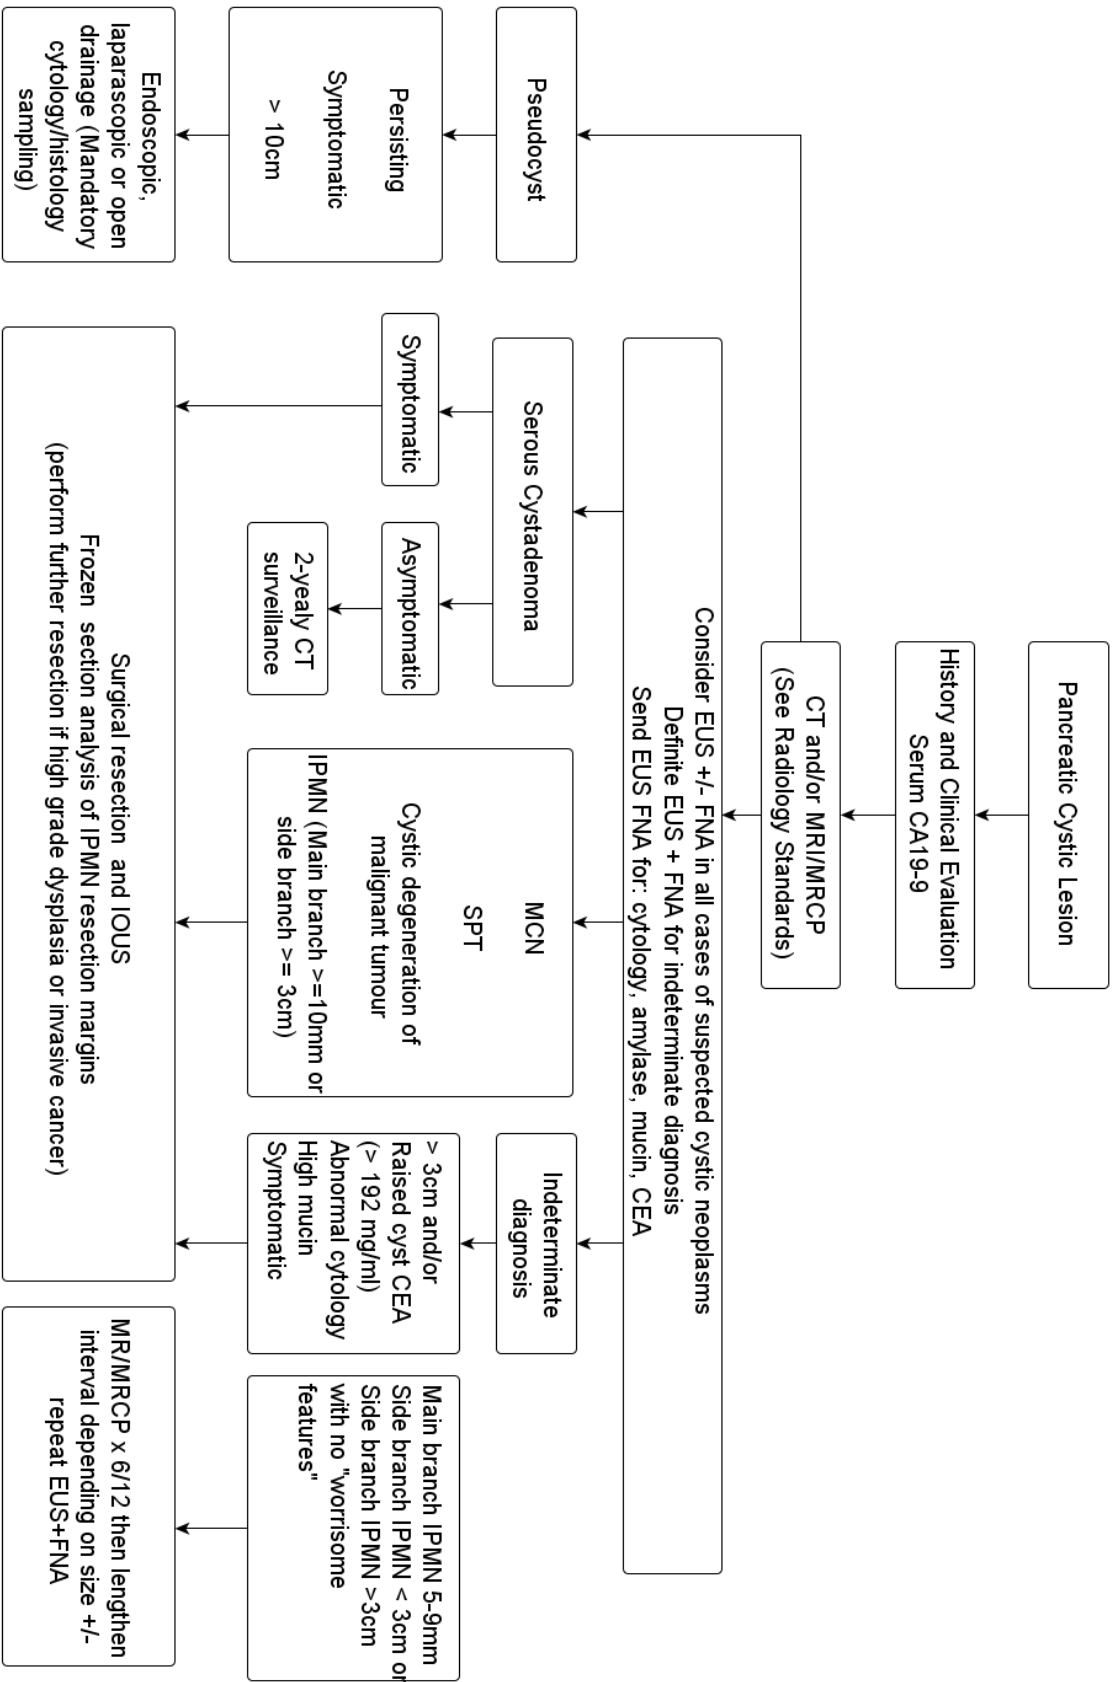 Pancreatic Cystic Lesion
History and Clinical Evaluation
Serum CA19-9
CT and/or MRI/MRCP
(See Radiology Standards)
Consider EUS +/- FNA in all cases of suspected cystic neoplasms
Definite EUS + FNA for indeterminate diagnosis
Send EUS FNA for: cytology, amylase, mucin, CEA
Pseudocyst
Persisting
Symptomatic
> 10cm
Endoscopic,
laparascopic or open
drainage (Mandatory
cytology/histology
sampling)
Serous Cystadenoma
Symptomatic
Asymptomatic
2-yealy CT
surveillance
MCN
SPT
Cystic degeneration of
malignant tumour
IPMN (Main branch >=10mm or
side branch >= 3cm)
Indeterminate
diagnosis
> 3cm and/or
Raised cyst CEA
(> 192 mg/ml)
Abnormal cytology
High mucin
Symptomatic
Main branch IPMN 5-9mm
Side branch IPMN < 3cm or
Side branch IPMN >3cm
with no "worrisome
features"
Surgical resection and IOUS
Frozen section analysis of IPMN resection margins
(perform further resection if high grade dysplasia or invasive cancer)
MR/MRCP x 6/12 then lengthen
interval depending on size +/-
repeat EUS+FNA